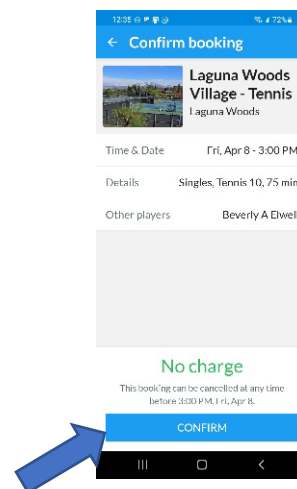 12:35
72%
← Confirm booking
Laguna Woods
Village - Tennis
Laguna Woods
Time & Date Fri, Apr 8 - 3:00 PM
Details Singles, Tennis 10, 75 min
Other players Beverly A Elwell
No charge
This booking can be cancelled at any time
before 3:00 PM, Fri, Apr 8.
CONFIRM